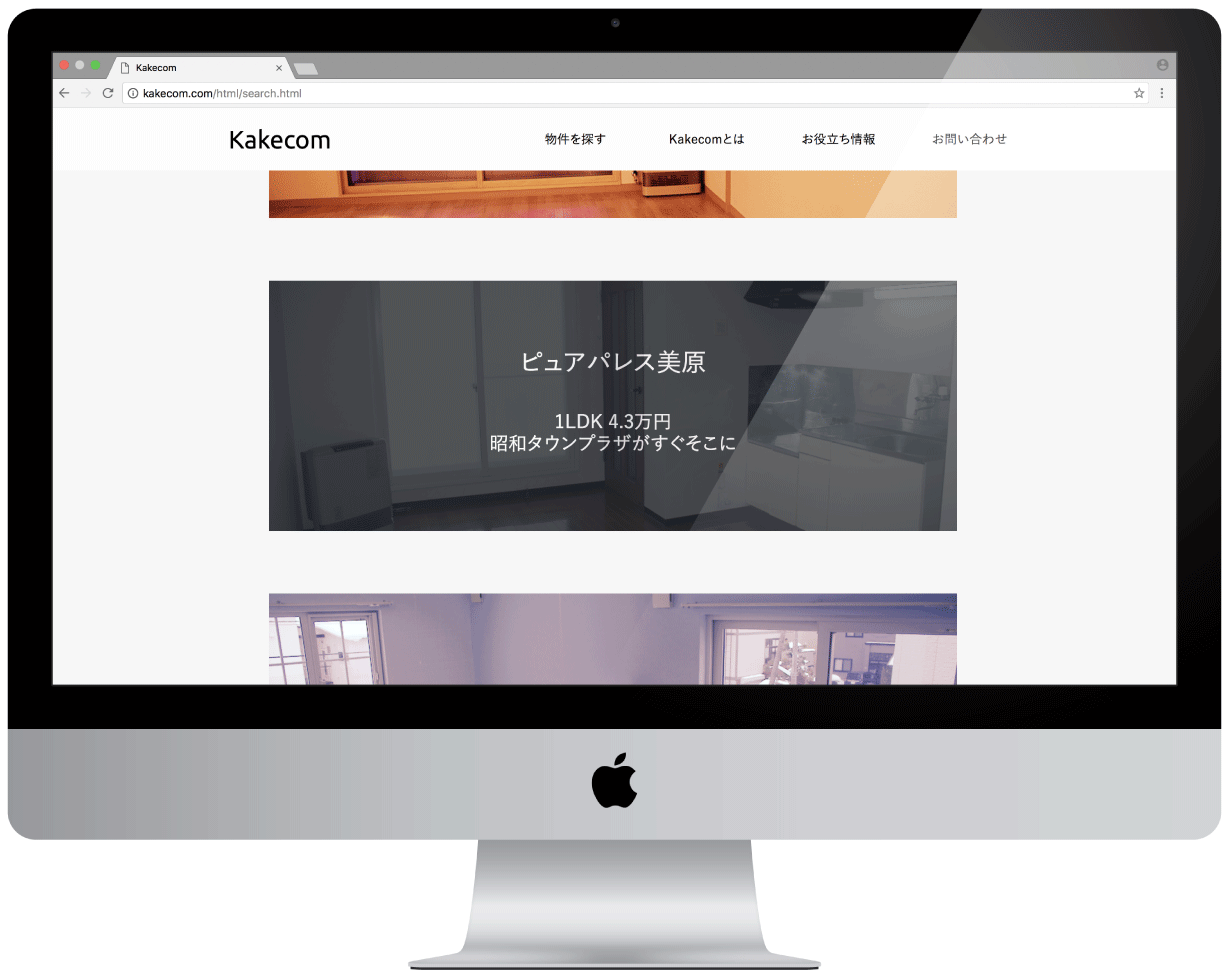 Kakecom
kakecom.com/html/search.html
Kakecom
物件を探す
Kakecomとは
お役立ち情報
お問い合わせ
ピュアパレス美原
1LDK 4.3万円
昭和タウンプラザがすぐそこに